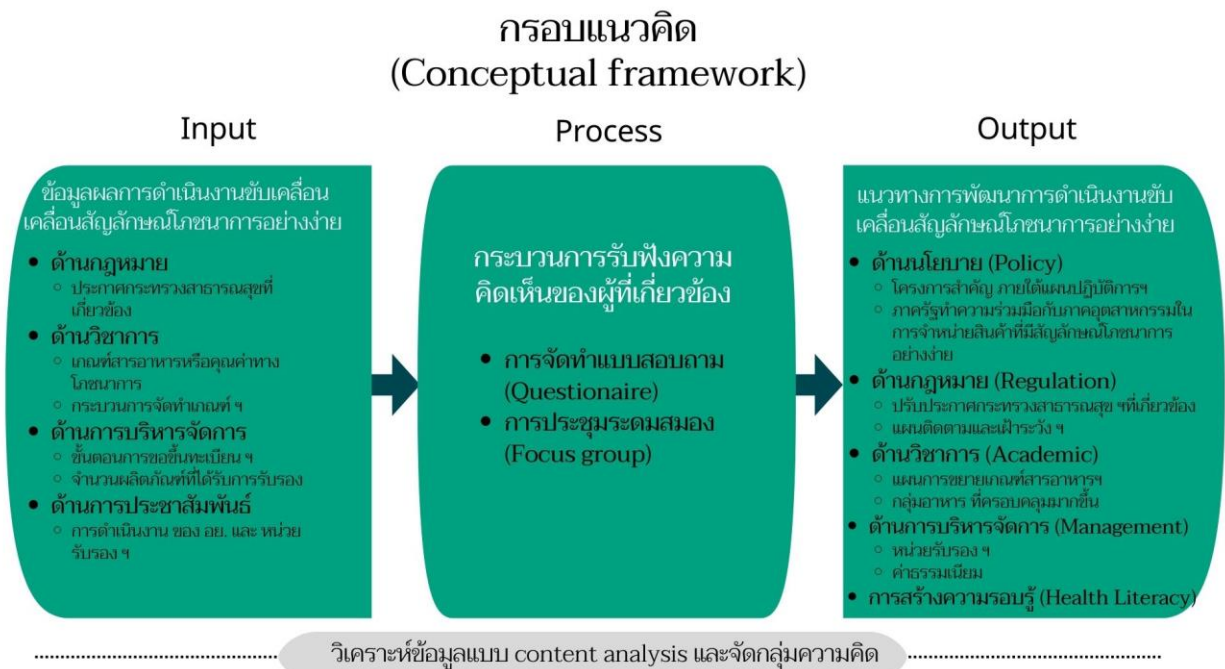 กรอบแนวคิด
(Conceptual framework)
Input
ข้อมูลผลการดำเนินงานขับเคลื่อน
เคลื่อนสัญลักษณ์โภชนาการอย่างง่าย
• ด้านกฎหมาย
○ ประกาศกระทรวงสาธารณสุขที่
เกี่ยวข้อง
• ด้านวิชาการ
○ เกณฑ์สารอาหารหรือคุณค่าทาง
โภชนาการ
○ กระบวนการจัดทำเกณฑ์ ฯ
• ด้านการบริหารจัดการ
○ ขั้นตอนการขอขึ้นทะเบียน ฯ
○ จำนวนผลิตภัณฑ์ที่ได้รับการรับรอง
• ด้านการประชาสัมพันธ์
○ การดำเนินงาน ของ อย. และ หน่วย
รับรอง ฯ
Process
กระบวนการรับฟังความ
คิดเห็นของผู้ที่เกี่ยวข้อง
• การจัดทำแบบสอบถาม
(Questionaire)
• การประชุมระดมสมอง
(Focus group)
Output
แนวทางการพัฒนาการดำเนินงานขับ
เคลื่อนสัญลักษณ์โภชนาการอย่างง่าย
• ด้านนโยบาย (Policy)
○ โครงการสำคัญ ภายใต้แผนปฏิบัติการฯ
○ ภาครัฐทำความร่วมมือกับภาคอุตสาหกรรมใน
การจำหน่ายสินค้าที่มีสัญลักษณ์โภชนาการ
อย่างง่าย
• ด้านกฎหมาย (Regulation)
○ ปรับประกาศกระทรวงสาธารณสุข ฯที่เกี่ยวข้อง
○ แผนติดตามและเฝ้าระวัง ฯ
• ด้านวิชาการ (Academic)
○ แผนการขยายเกณฑ์สารอาหารฯ
○ กลุ่มอาหาร ที่ครอบคลุมมากขึ้น
• ด้านการบริหารจัดการ (Management)
○ หน่วยรับรอง ฯ
○ ค่าธรรมเนียม
• การสร้างความรอบรู้ (Health Literacy)
วิเคราะห์ข้อมูลแบบ content analysis และจัดกลุ่มความคิด